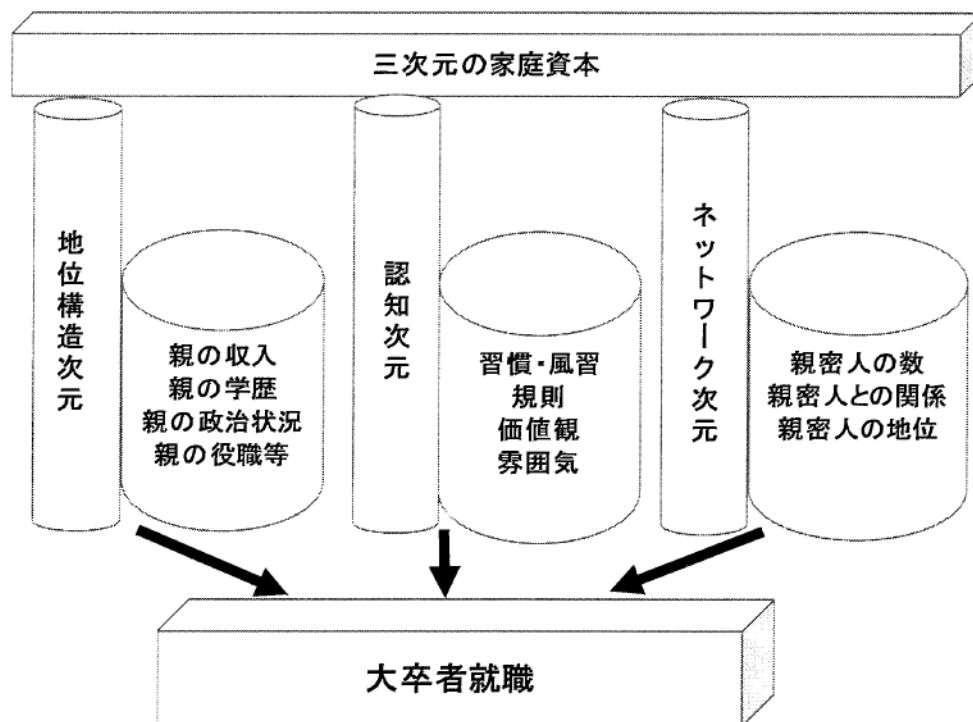 三次元の家庭資本
地位構造次元
親の収入
親の学歴
親の政治状況
親の役職等
認知次元
習慣・風習
規則
価値観
雰囲気
ネットワーク次元
親密人の数
親密人との関係
親密人の地位
大卒者就職